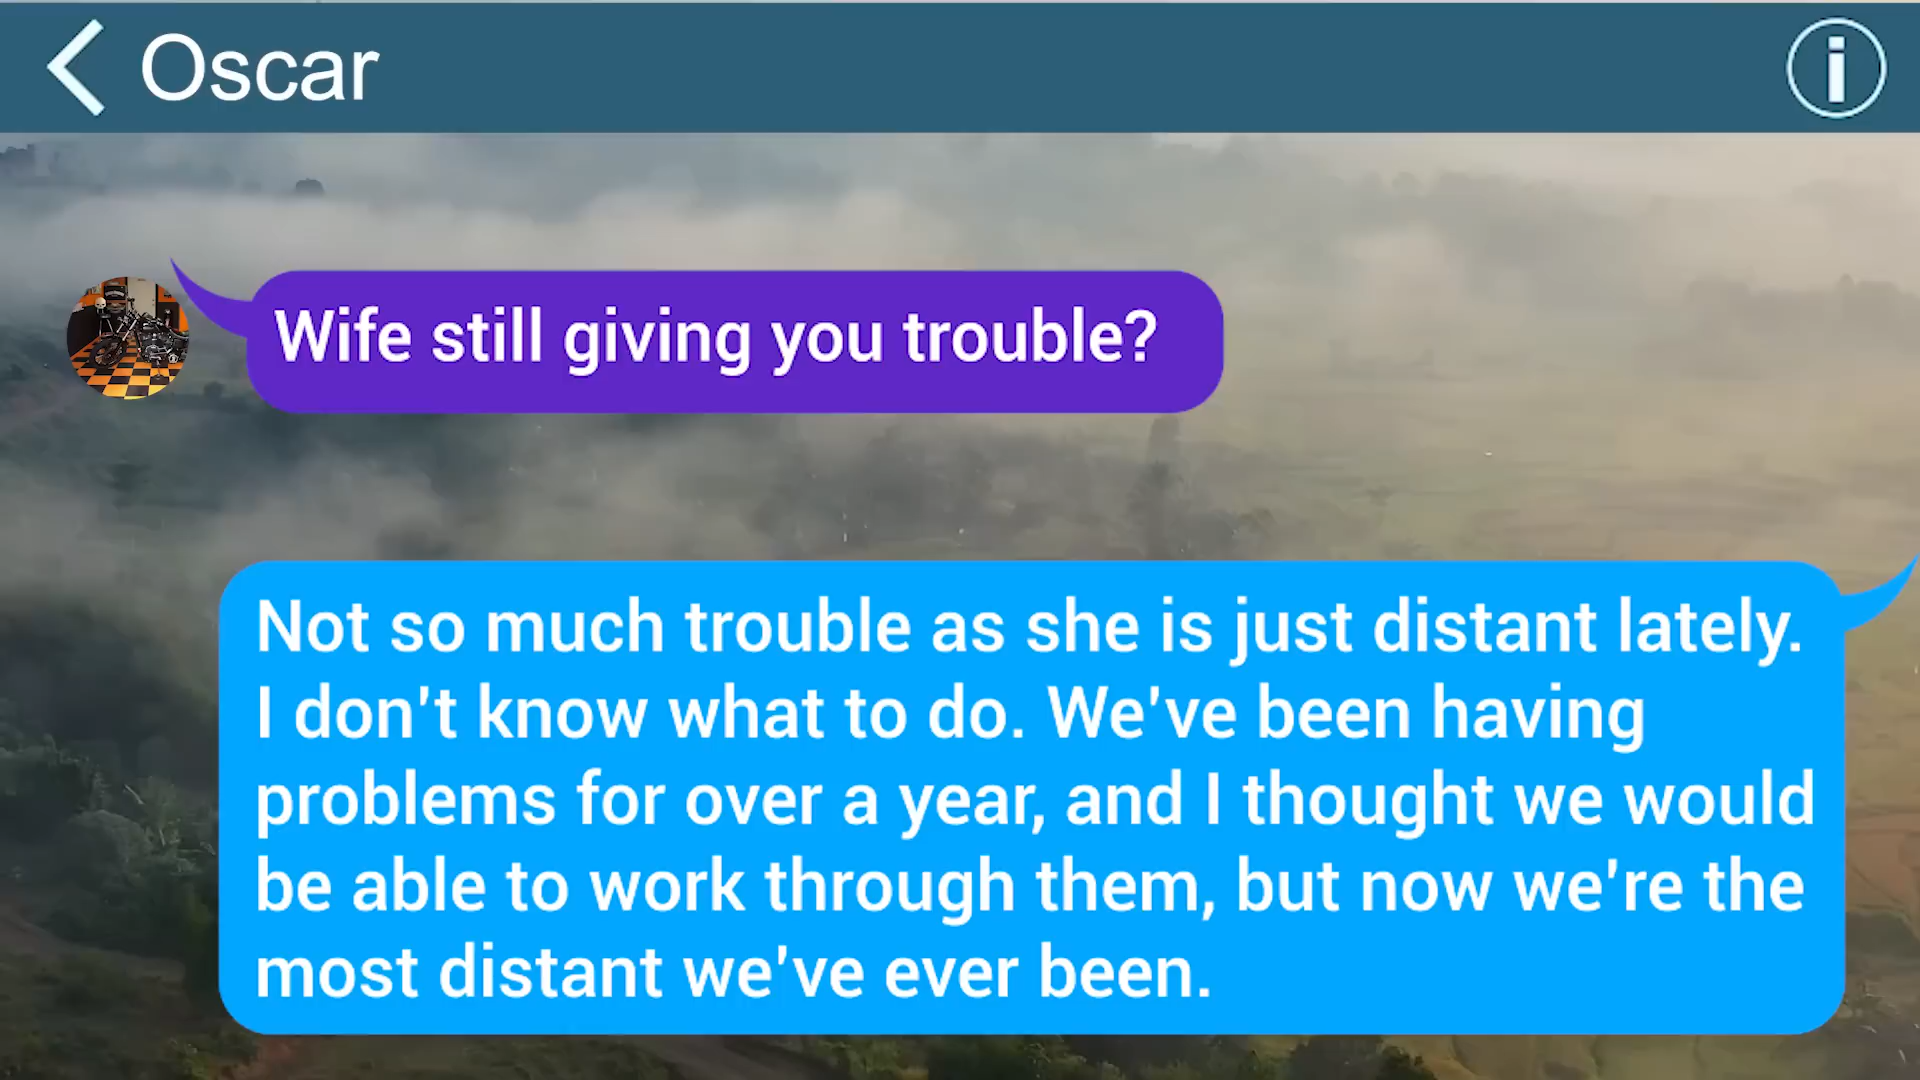 Oscar
Wife still giving you trouble?
Not so much trouble as she is just distant lately.
I don't know what to do. We've been having
problems for over a year, and I thought we would
be able to work through them, but now we're the
most distant we've ever been.